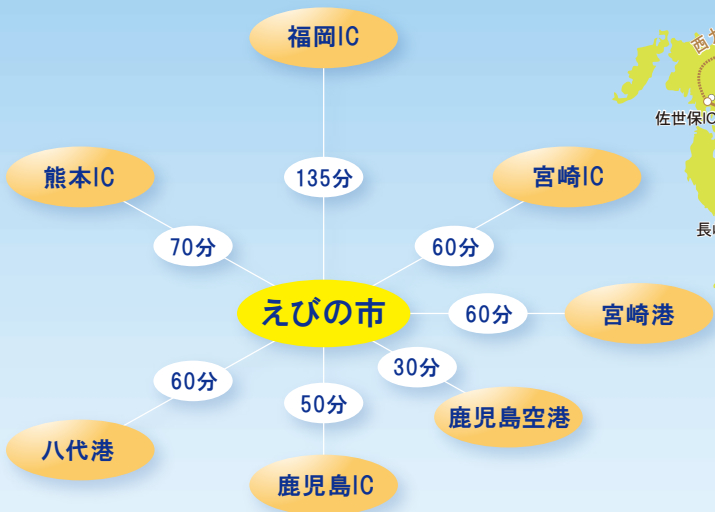 福岡IC
西
佐世保IC
熊本IC
135分
宮崎IC
70分
60分
えびの市
60分
宮崎港
60分
30分
50分
鹿児島空港
八代港
鹿児島IC